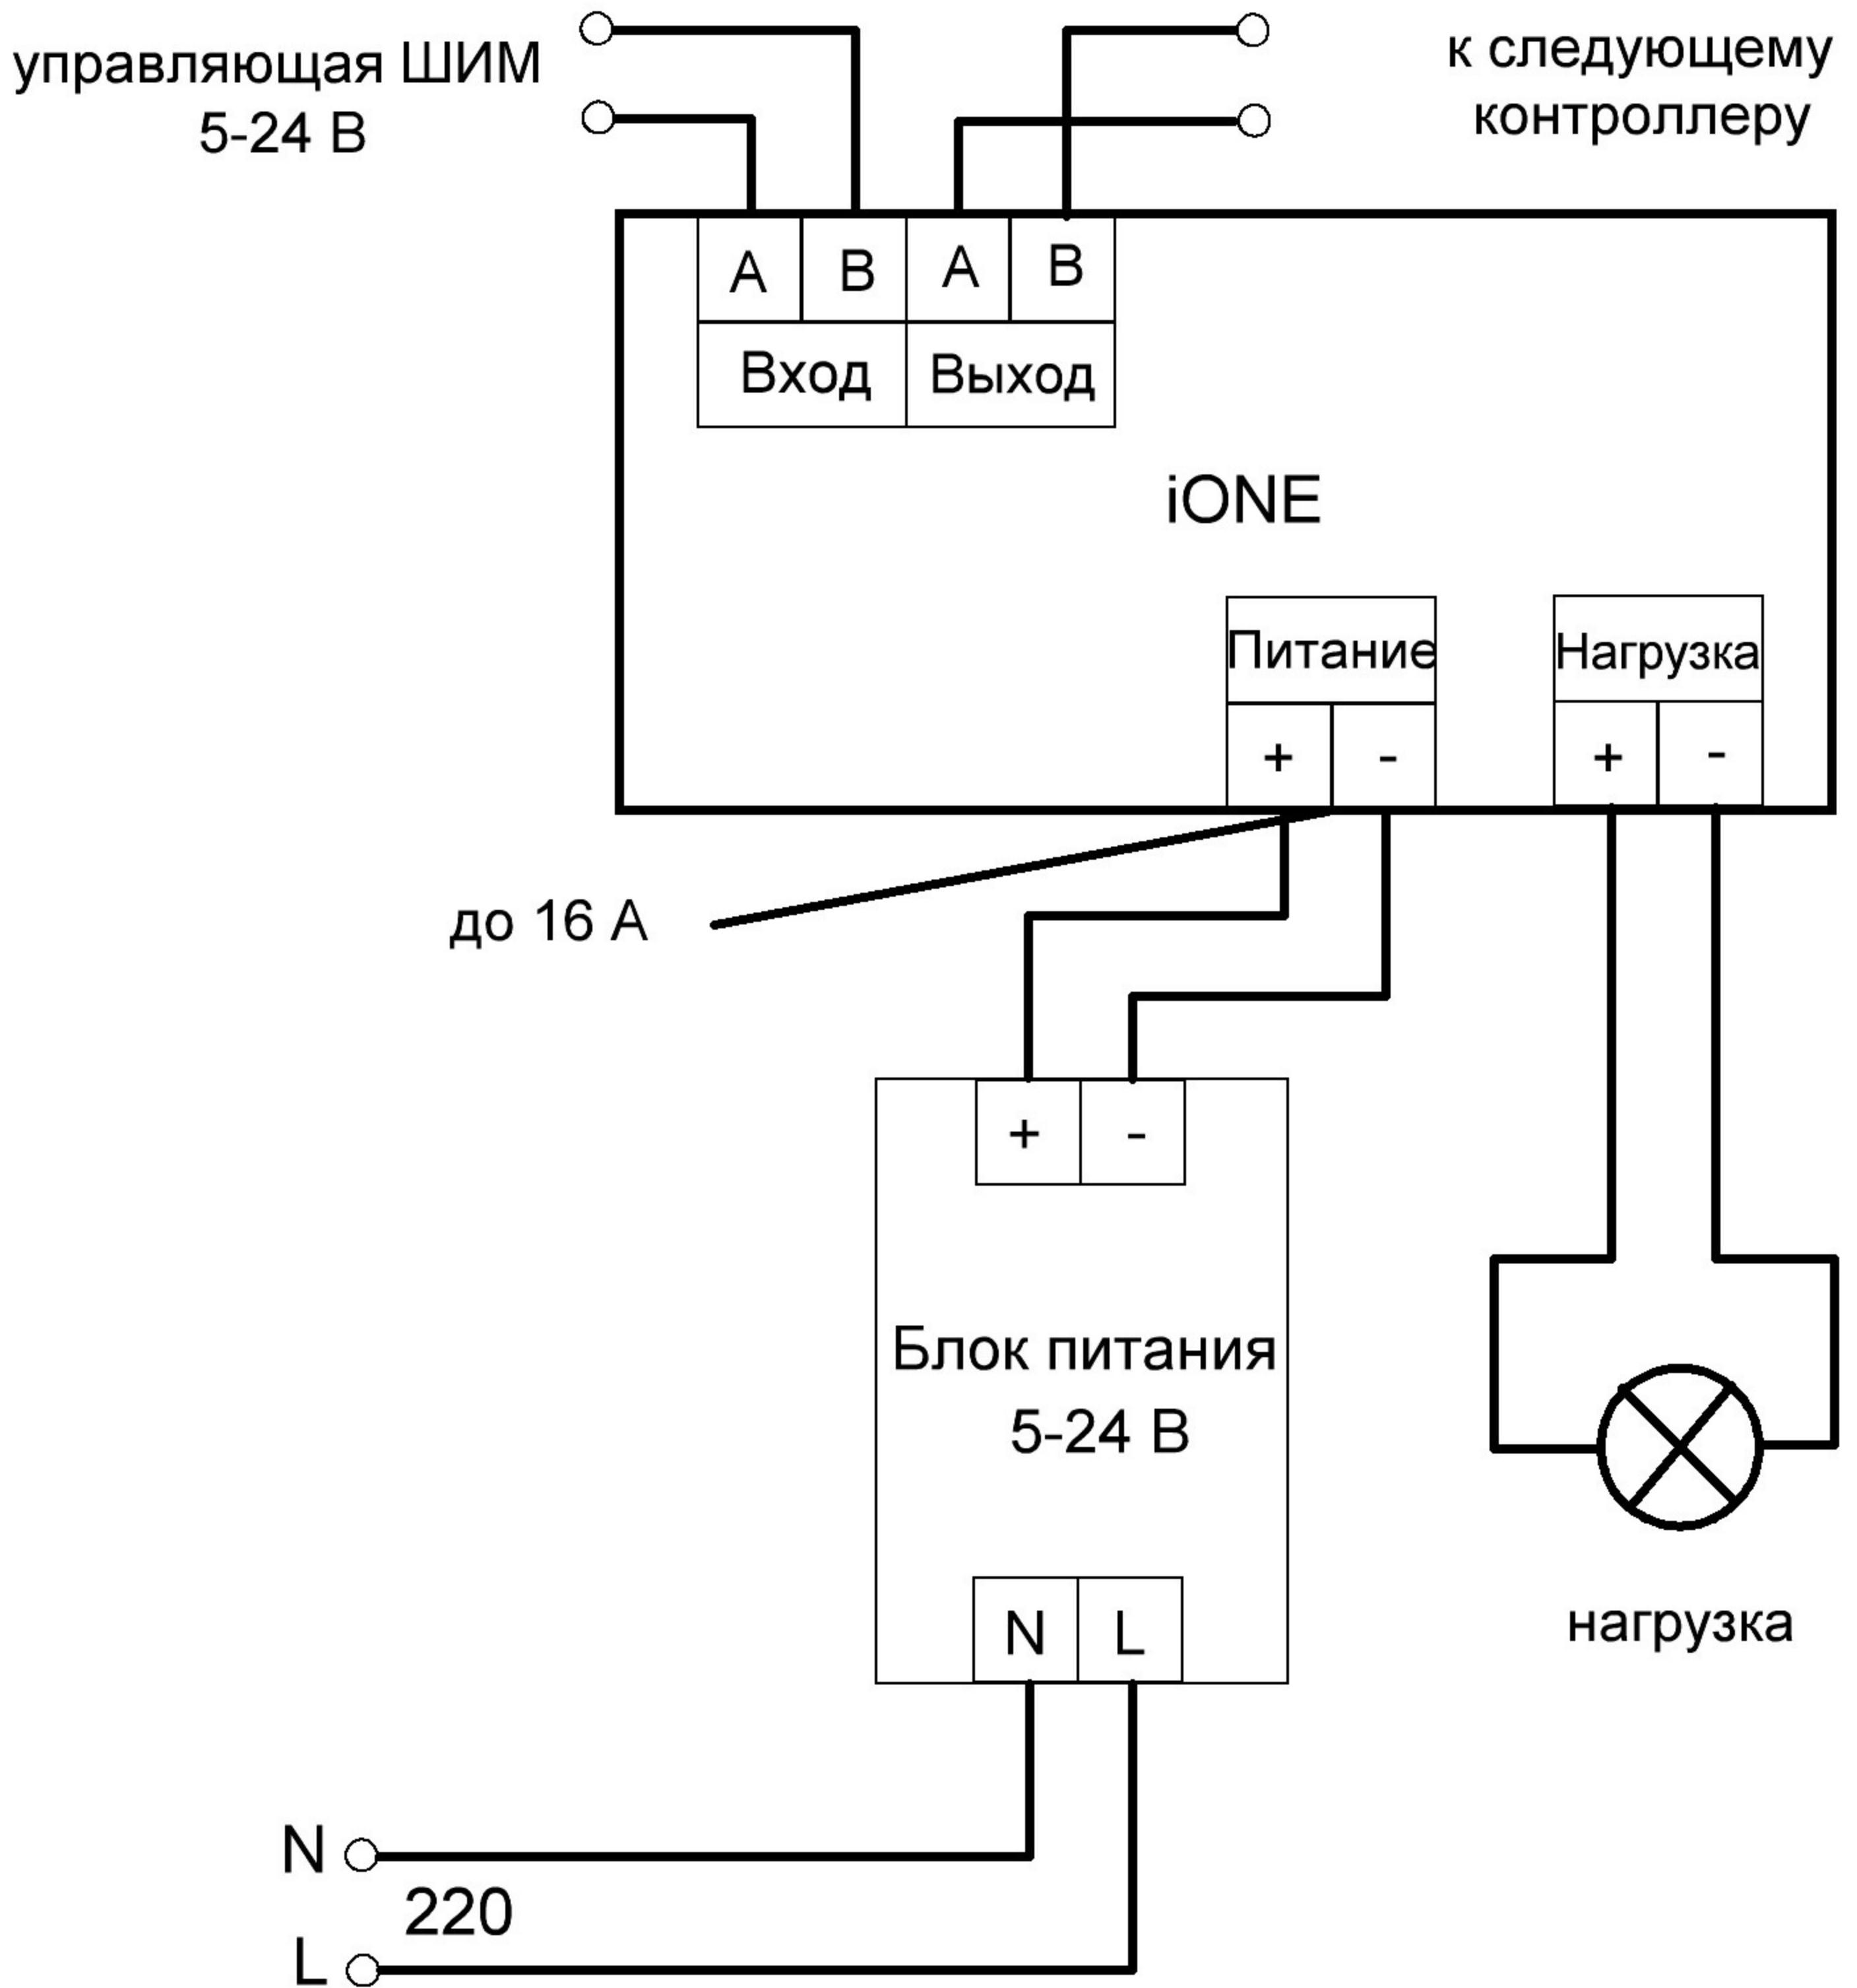 управляющая ШИМ
5-24 В
к следующему
контроллеру
A B A B
Вход Выход
iONE
Питание Нагрузка
+ - + -
до 16 А
+ -
Блок питания
5-24 В
N L
нагрузка
N
220
L